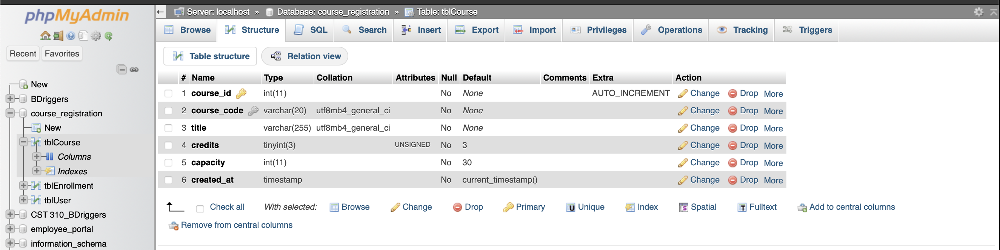 phpMyAdmin
Recent Favorites
New
BDriggers
course_registration
New
tblCourse
Columns
Indexes
tblEnrollment
tblUser
CST 310_BDriggers
employee_portal
information_schema
Server: localhost » Database: course_registration » Table: tblCourse
Browse Structure SQL Search Insert Export Import Privileges Operations Tracking Triggers
Table structure Relation view
# Name Type Collation Attributes Null Default Comments Extra Action
1 course_id int(11) No None AUTO_INCREMENT Change Drop More
2 course_code varchar(20) utf8mb4_general_ci No None Change Drop More
3 title varchar(255) utf8mb4_general_ci No None Change Drop More
4 credits tinyint(3) UNSIGNED No 3 Change Drop More
5 capacity int(11) No 30 Change Drop More
6 created_at timestamp No current_timestamp() Change Drop More
Check all With selected: Browse Change Drop Primary Unique Index Spatial Fulltext Add to central columns
Remove from central columns